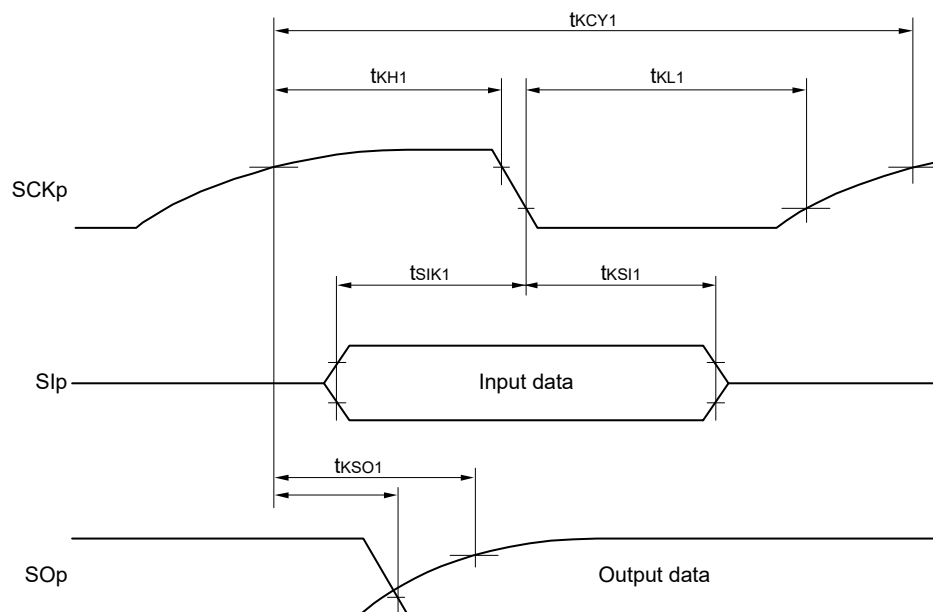 tKCY1
tKH1
tKL1
SCKp
tSIK1
tKSI1
SIp
Input data
tKSO1
SOp
Output data